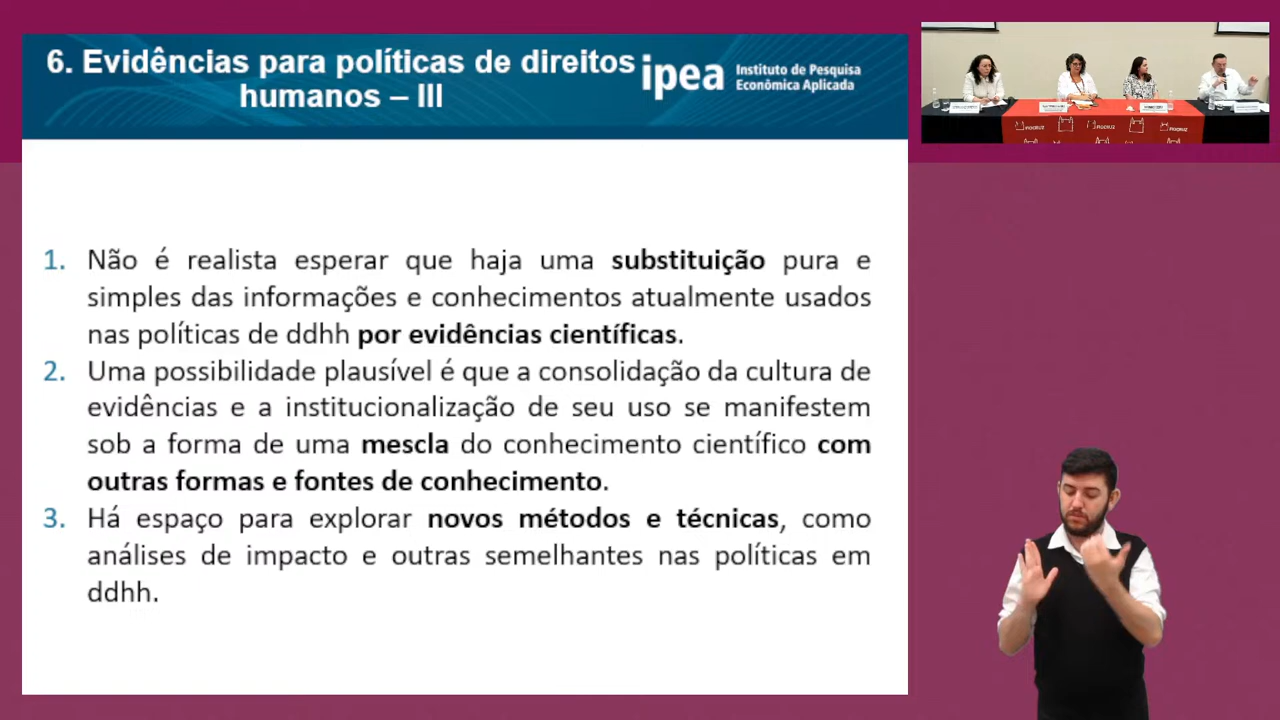 6. Evidências para políticas de direitos
humanos – III
ipea Instituto de Pesquisa
Econômica Aplicada
1. Não é realista esperar que haja uma substituição pura e
simples das informações e conhecimentos atualmente usados
nas políticas de ddhh por evidências científicas.
2. Uma possibilidade plausível é que a consolidação da cultura de
evidências e a institucionalização de seu uso se manifestem
sob a forma de uma mescla do conhecimento científico com
outras formas e fontes de conhecimento.
3. Há espaço para explorar novos métodos e técnicas, como
análises de impacto e outras semelhantes nas políticas em
ddhh.
FIOCRUZ
FIOCRUZ
FIOCRUZ